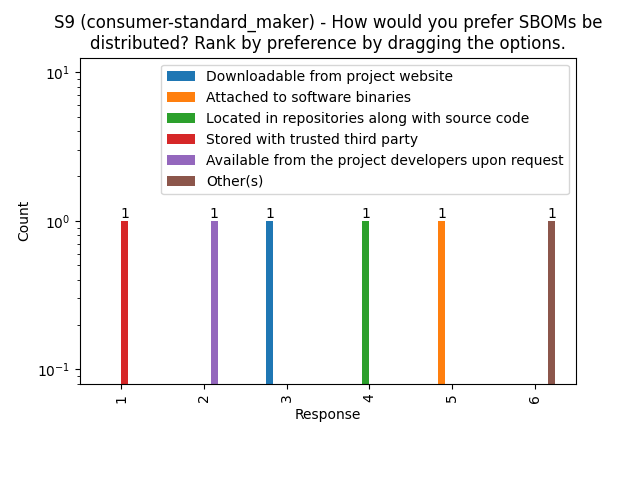 S9 (consumer-standard_maker) - How would you prefer SBOMs be
distributed? Rank by preference by dragging the options.
10¹
Downloadable from project website
Attached to software binaries
Located in repositories along with source code
Stored with trusted third party
Available from the project developers upon request
Other(s)
Count
10⁰
1 1 1 1 1 1
10⁻¹
1 2 3 4 5 6
Response